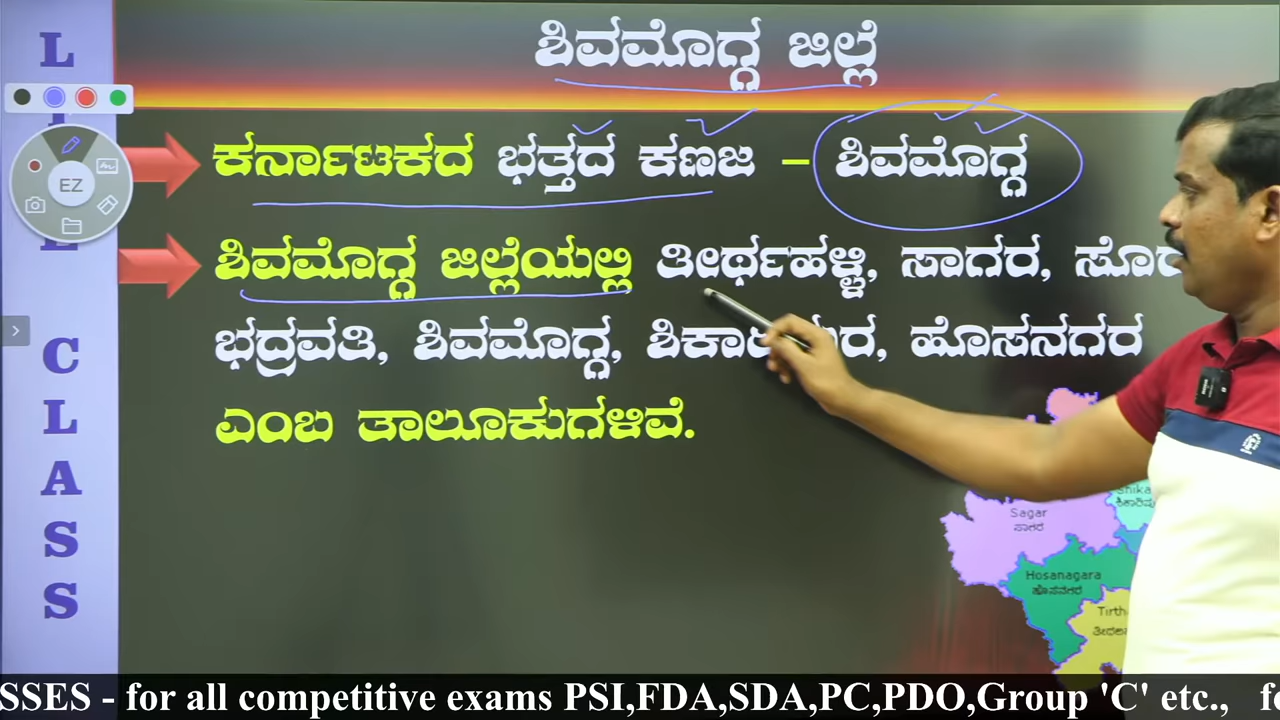 ಶಿವಮೊಗ್ಗ ಜಿಲ್ಲೆ
ಕರ್ನಾಟಕದ ಭತ್ತದ ಕಣಜ – ಶಿವಮೊಗ್ಗ
ಶಿವಮೊಗ್ಗ ಜಿಲ್ಲೆಯಲ್ಲಿ ತೀರ್ಥಹಳ್ಳಿ, ಸಾಗರ,
ಭದ್ರವತಿ, ಶಿವಮೊಗ್ಗ, ಹೊಸನಗರ
ಎಂಬ ತಾಲೂಕುಗಳಿವೆ.
EZ
CLASS
Sagar
ಸಾಗರ
Hosanagara
ಹೊಸನಗರ
SSES - for all competitive exams PSI,FDA,SDA,PC,PDO,Group 'C' etc.,